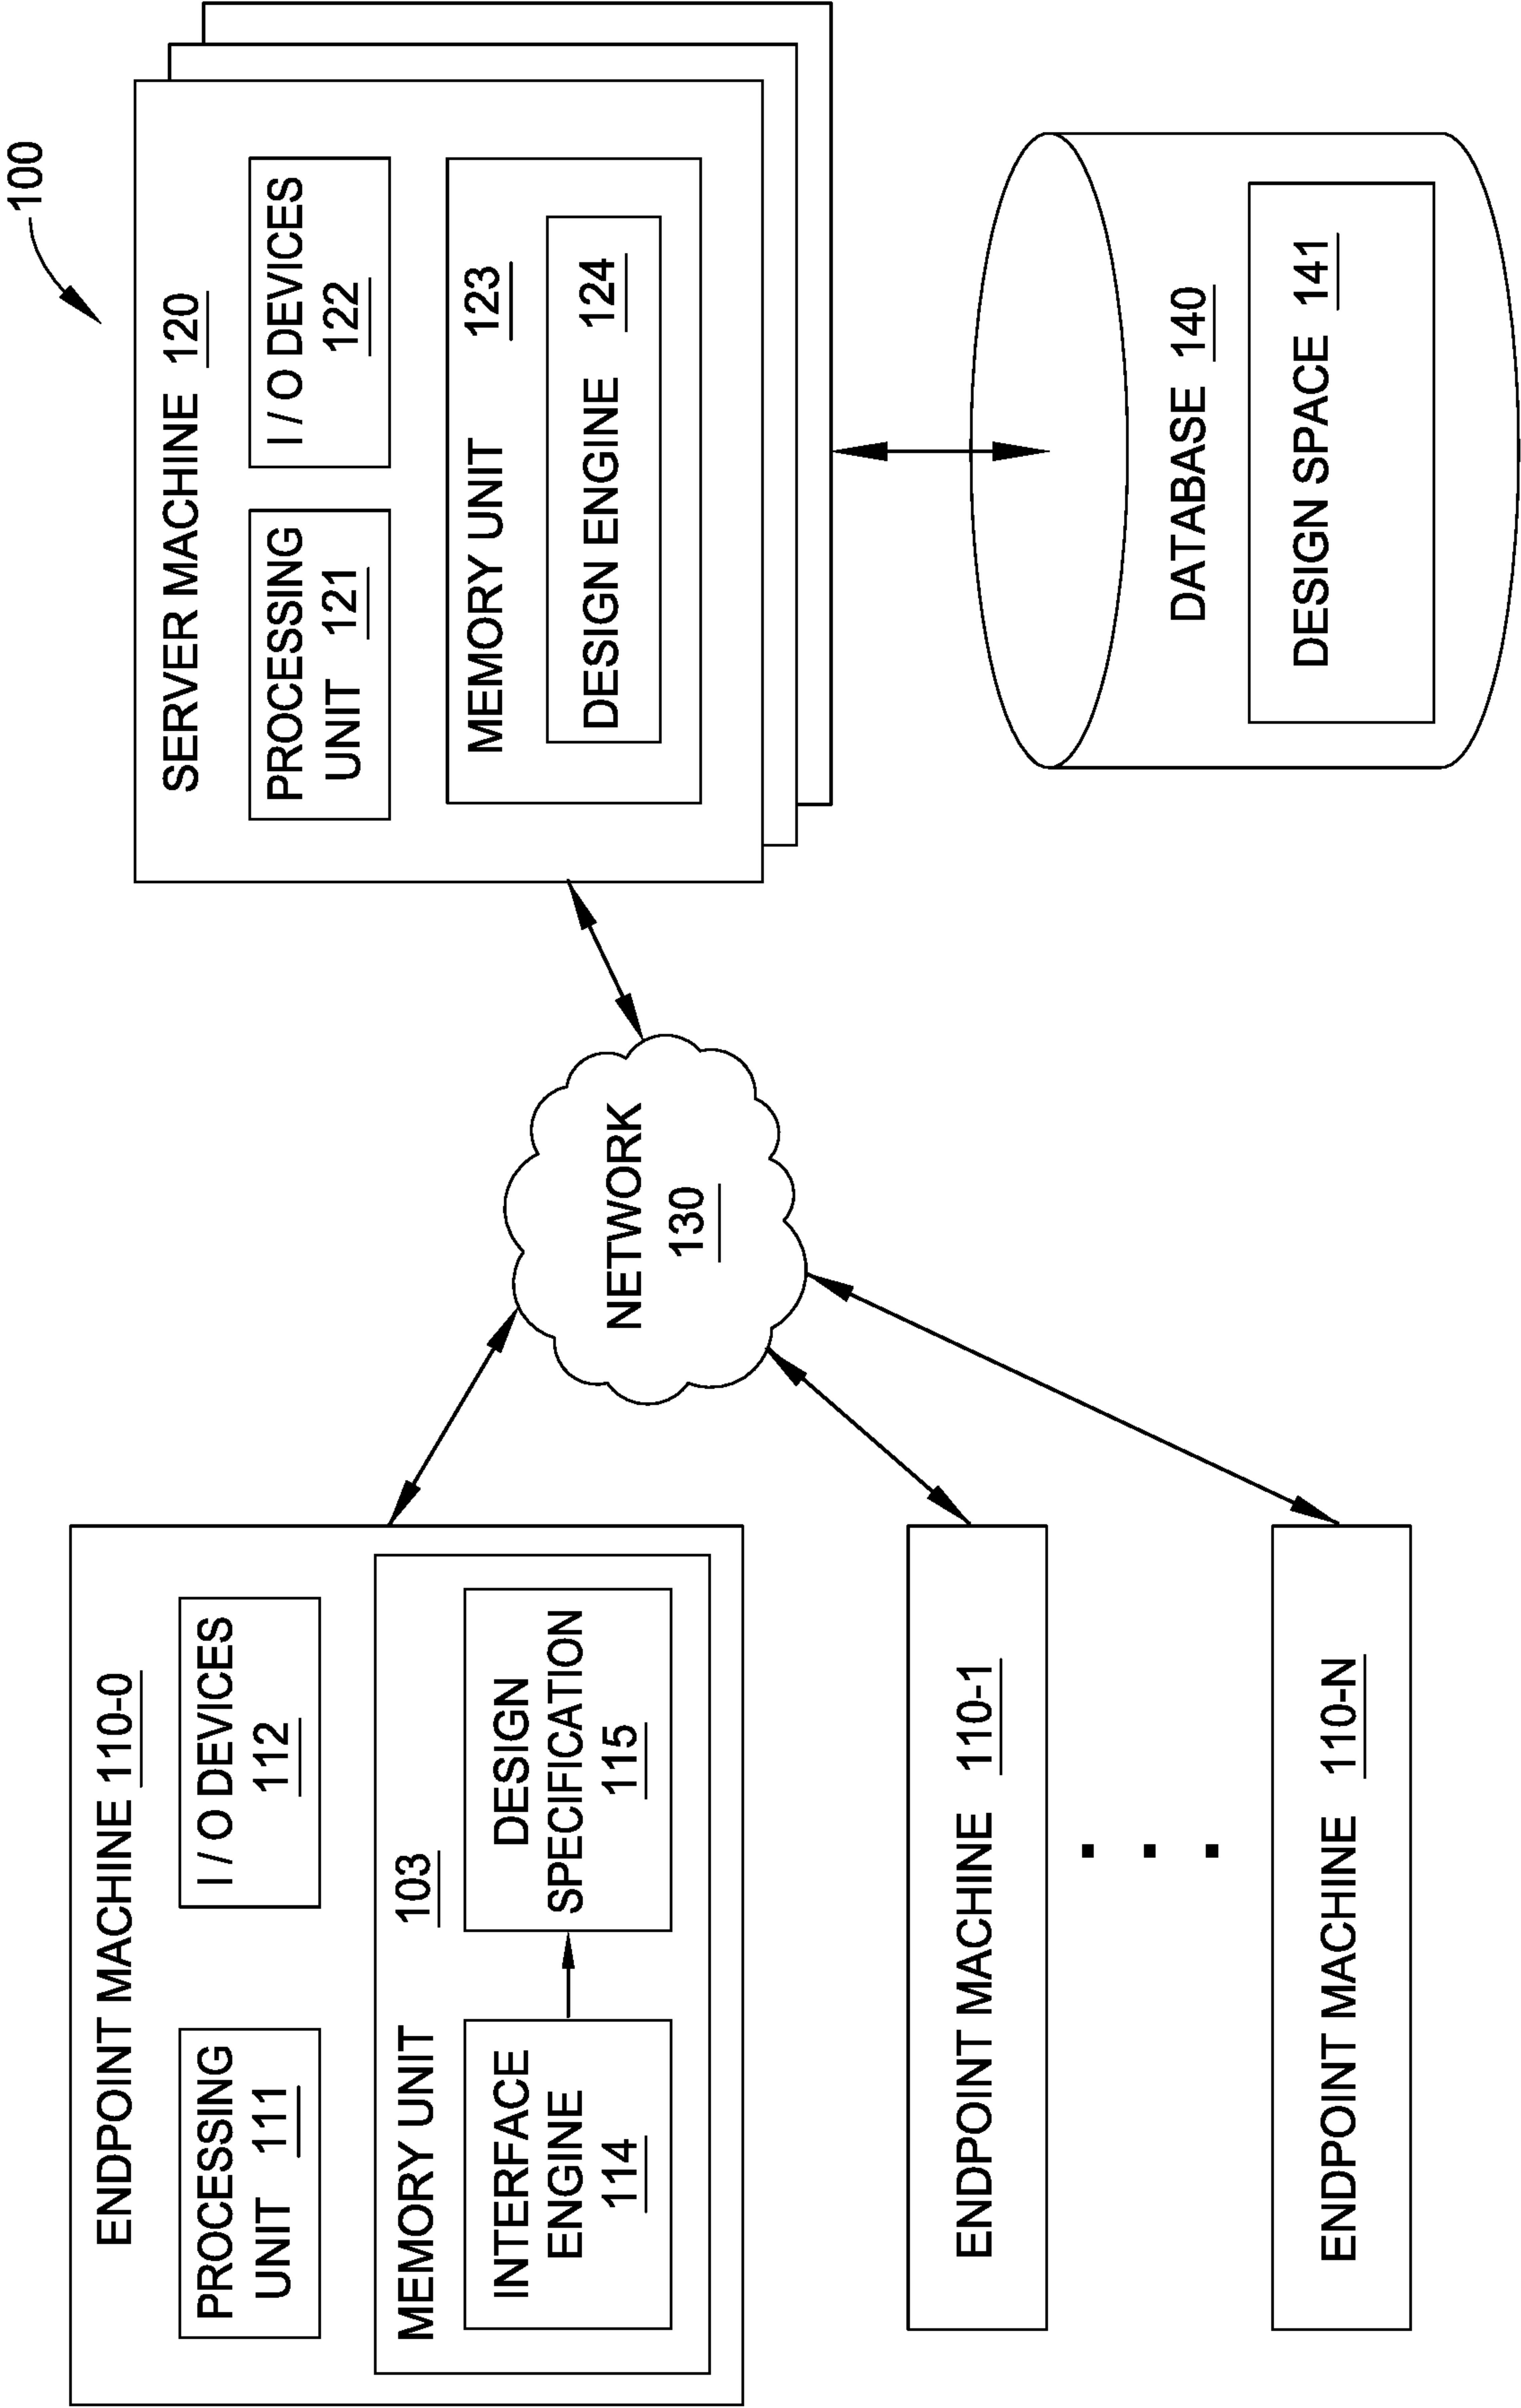 100
ENDPOINT MACHINE 110-0
PROCESSING
UNIT 111
I / O DEVICES
112
MEMORY UNIT 103
INTERFACE
ENGINE
114
DESIGN
SPECIFICATION
115
ENDPOINT MACHINE 110-1
ENDPOINT MACHINE 110-N
NETWORK
130
SERVER MACHINE 120
PROCESSING
UNIT 121
I / O DEVICES
122
MEMORY UNIT 123
DESIGN ENGINE 124
DATABASE 140
DESIGN SPACE 141